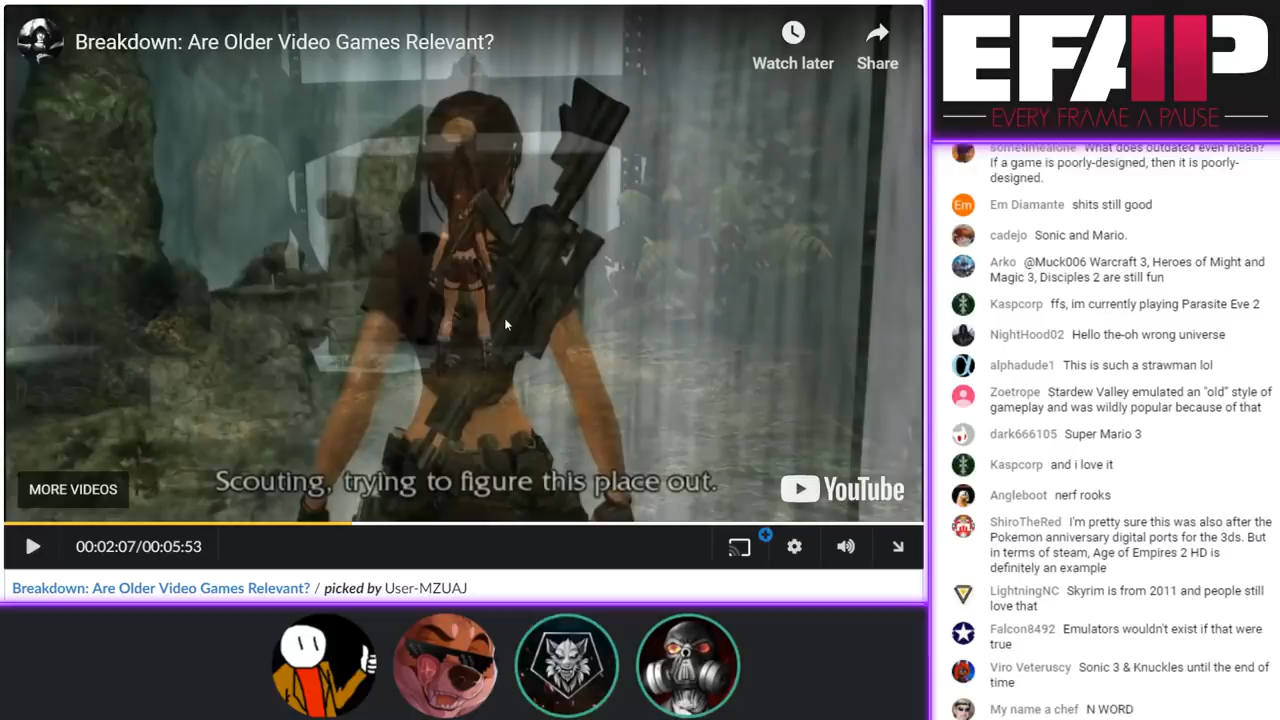 Breakdown: Are Older Video Games Relevant?
Watch later
Share
Scouting, trying to figure this place out.
MORE VIDEOS
YouTube
00:02:07/00:05:53
Breakdown: Are Older Video Games Relevant? / picked by User-MZUAJ
EFAP
EVERY FRAME A PAUSE
sometimealone What does outdated even mean?
If a game is poorly-designed, then it is poorly-
designed.
Em
Em Diamante shits still good
cadejo Sonic and Mario.
Arko @Muck006 Warcraft 3, Heroes of Might and
Magic 3, Disciples 2 are still fun
Kaspcorp ffs, im currently playing Parasite Eve 2
NightHood02 Hello the-oh wrong universe
alphadude1 This is such a strawman lol
Zoetrope Stardew Valley emulated an "old" style of
gameplay and was wildly popular because of that
dark666105 Super Mario 3
Kaspcorp and i love it
Angleboot nerf rooks
ShiroTheRed I'm pretty sure this was also after the
Pokemon anniversary digital ports for the 3ds. But
in terms of steam, Age of Empires 2 HD is
definitely an example
LightningNC Skyrim is from 2011 and people still
love that
Falcon8492 Emulators wouldn't exist if that were
true
Viro Veteruscy Sonic 3 & Knuckles until the end of
time
My name a chef N WORD